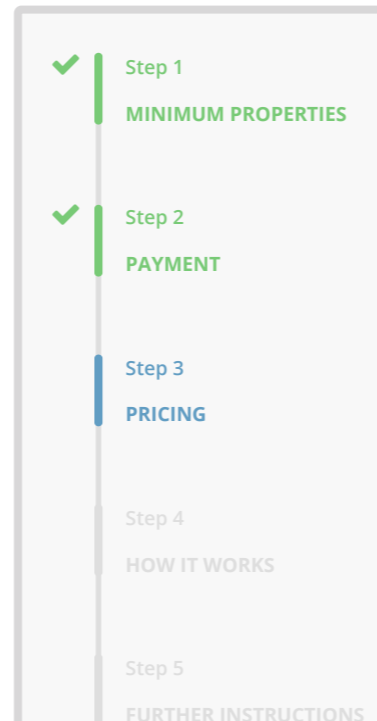 Step 1
MINIMUM PROPERTIES
Step 2
PAYMENT
Step 3
PRICING
Step 4
HOW IT WORKS
Step 5
FURTHER INSTRUCTIONS